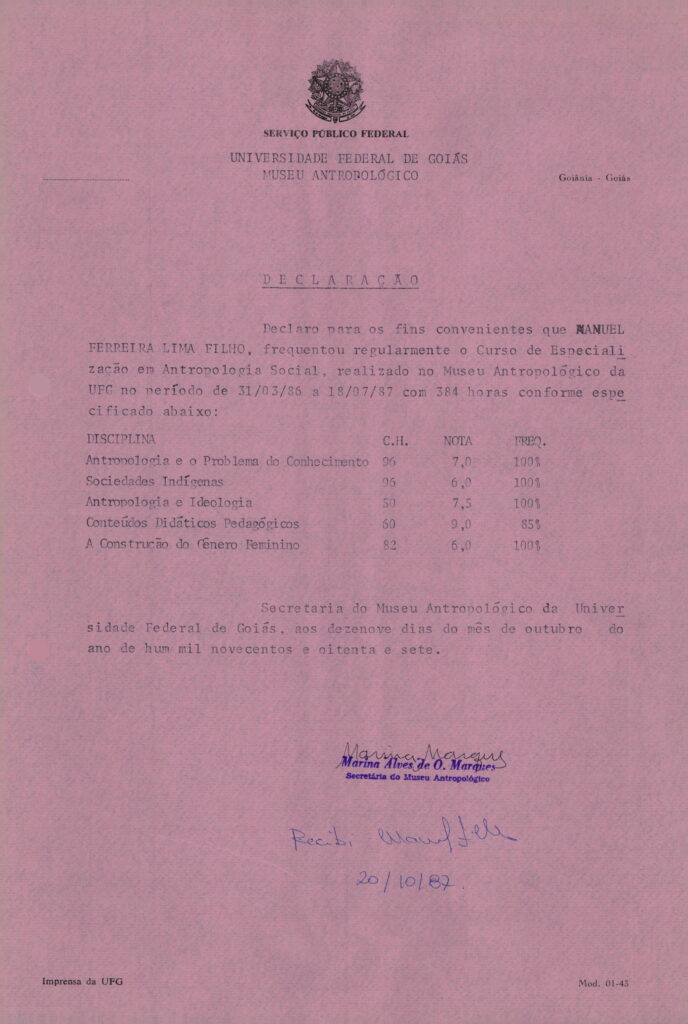 SERVIÇO PÚBLICO FEDERAL
UNIVERSIDADE FEDERAL DE GOIÁS
MUSEU ANTROPOLÓGICO
Goiânia - Goiás
DECLARAÇÃO
Declaro para os fins convenientes que MANUEL
FERREIRA LIMA FILHO, frequentou regularmente o Curso de Especiali
zação em Antropologia Social, realizado no Museu Antropológico da
UFG no período de 31/03/86 a 18/07/87 com 384 horas conforme espe
cificado abaixo:
DISCIPLINA C.H. NOTA FREQ.
Antropologia e o Problema do Conhecimento 96 7,0 100%
Sociedades Indígenas 96 6,0 100%
Antropologia e Ideologia 50 7,5 100%
Conteúdos Didáticos Pedagógicos 60 9,0 85%
A Construção do Gênero Feminino 82 6,0 100%
Secretaria do Museu Antropológico da Univer
sidade Federal de Goiás, aos dezenove dias do mês de outubro do
ano de hum mil novecentos e oitenta e sete.
Marina Marques
Marina Alves de O. Marques
Secretária do Museu Antropológico
Recibi
20/10/87.
Imprensa da UFG
Mod. 01-43